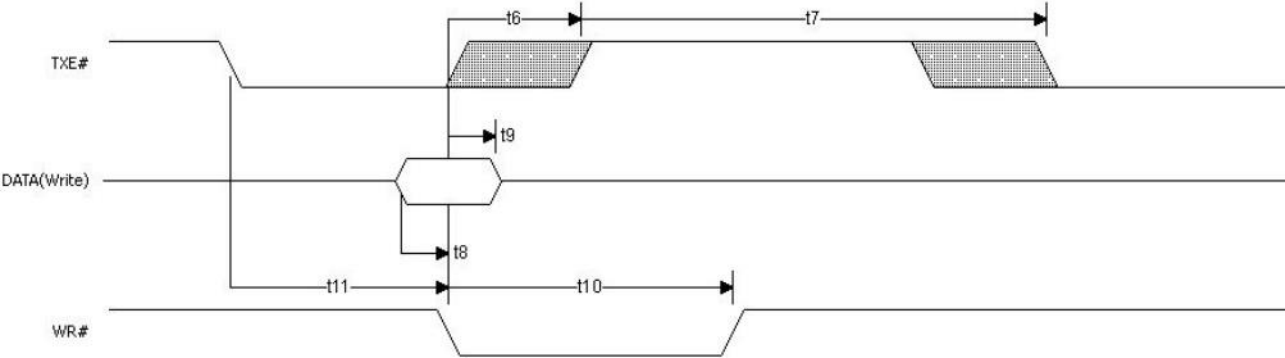 t6
t7
TXE#
t9
DATA(Write)
t8
t11
t10
WR#